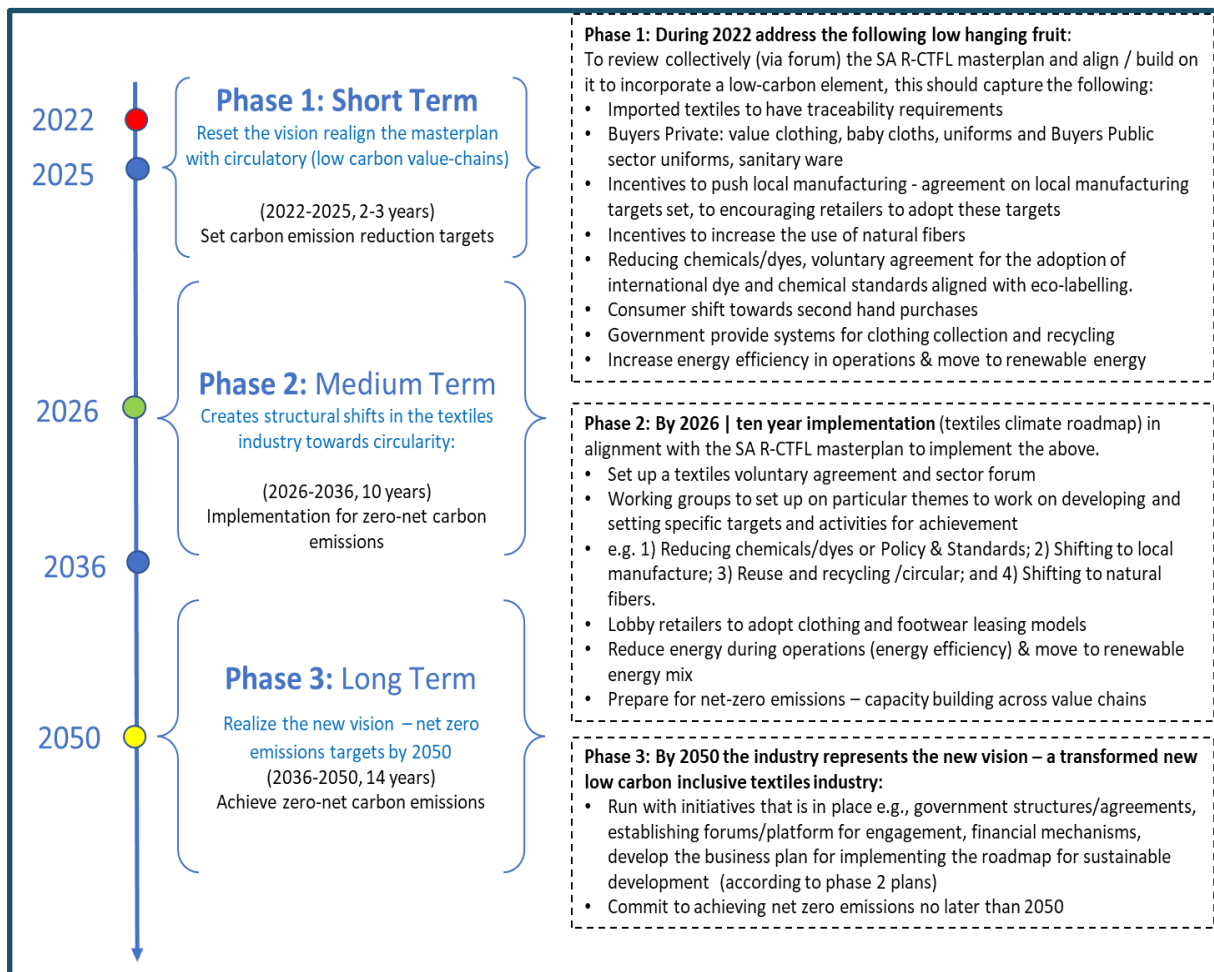 2022
2025
2026
2036
2050
Phase 1: Short Term
Reset the vision realign the masterplan
with circulatory (low carbon value-chains)
(2022-2025, 2-3 years)
Set carbon emission reduction targets
Phase 2: Medium Term
Creates structural shifts in the textiles
industry towards circularity:
(2026-2036, 10 years)
Implementation for zero-net carbon
emissions
Phase 3: Long Term
Realize the new vision – net zero
emissions targets by 2050
(2036-2050, 14 years)
Achieve zero-net carbon emissions
Phase 1: During 2022 address the following low hanging fruit:
To review collectively (via forum) the SA R-CTFL masterplan and align / build on
it to incorporate a low-carbon element, this should capture the following:
• Imported textiles to have traceability requirements
• Buyers Private: value clothing, baby cloths, uniforms and Buyers Public
sector uniforms, sanitary ware
• Incentives to push local manufacturing - agreement on local manufacturing
targets set, to encouraging retailers to adopt these targets
• Incentives to increase the use of natural fibers
• Reducing chemicals/dyes, voluntary agreement for the adoption of
international dye and chemical standards aligned with eco-labelling.
• Consumer shift towards second hand purchases
• Government provide systems for clothing collection and recycling
• Increase energy efficiency in operations & move to renewable energy
Phase 2: By 2026 | ten year implementation (textiles climate roadmap) in
alignment with the SA R-CTFL masterplan to implement the above.
• Set up a textiles voluntary agreement and sector forum
• Working groups to set up on particular themes to work on developing and
setting specific targets and activities for achievement
• e.g. 1) Reducing chemicals/dyes or Policy & Standards; 2) Shifting to local
manufacture; 3) Reuse and recycling /circular; and 4) Shifting to natural
fibers.
• Lobby retailers to adopt clothing and footwear leasing models
• Reduce energy during operations (energy efficiency) & move to renewable
energy mix
• Prepare for net-zero emissions – capacity building across value chains
Phase 3: By 2050 the industry represents the new vision – a transformed new
low carbon inclusive textiles industry:
• Run with initiatives that is in place e.g., government structures/agreements,
establishing forums/platform for engagement, financial mechanisms,
develop the business plan for implementing the roadmap for sustainable
development (according to phase 2 plans)
• Commit to achieving net zero emissions no later than 2050